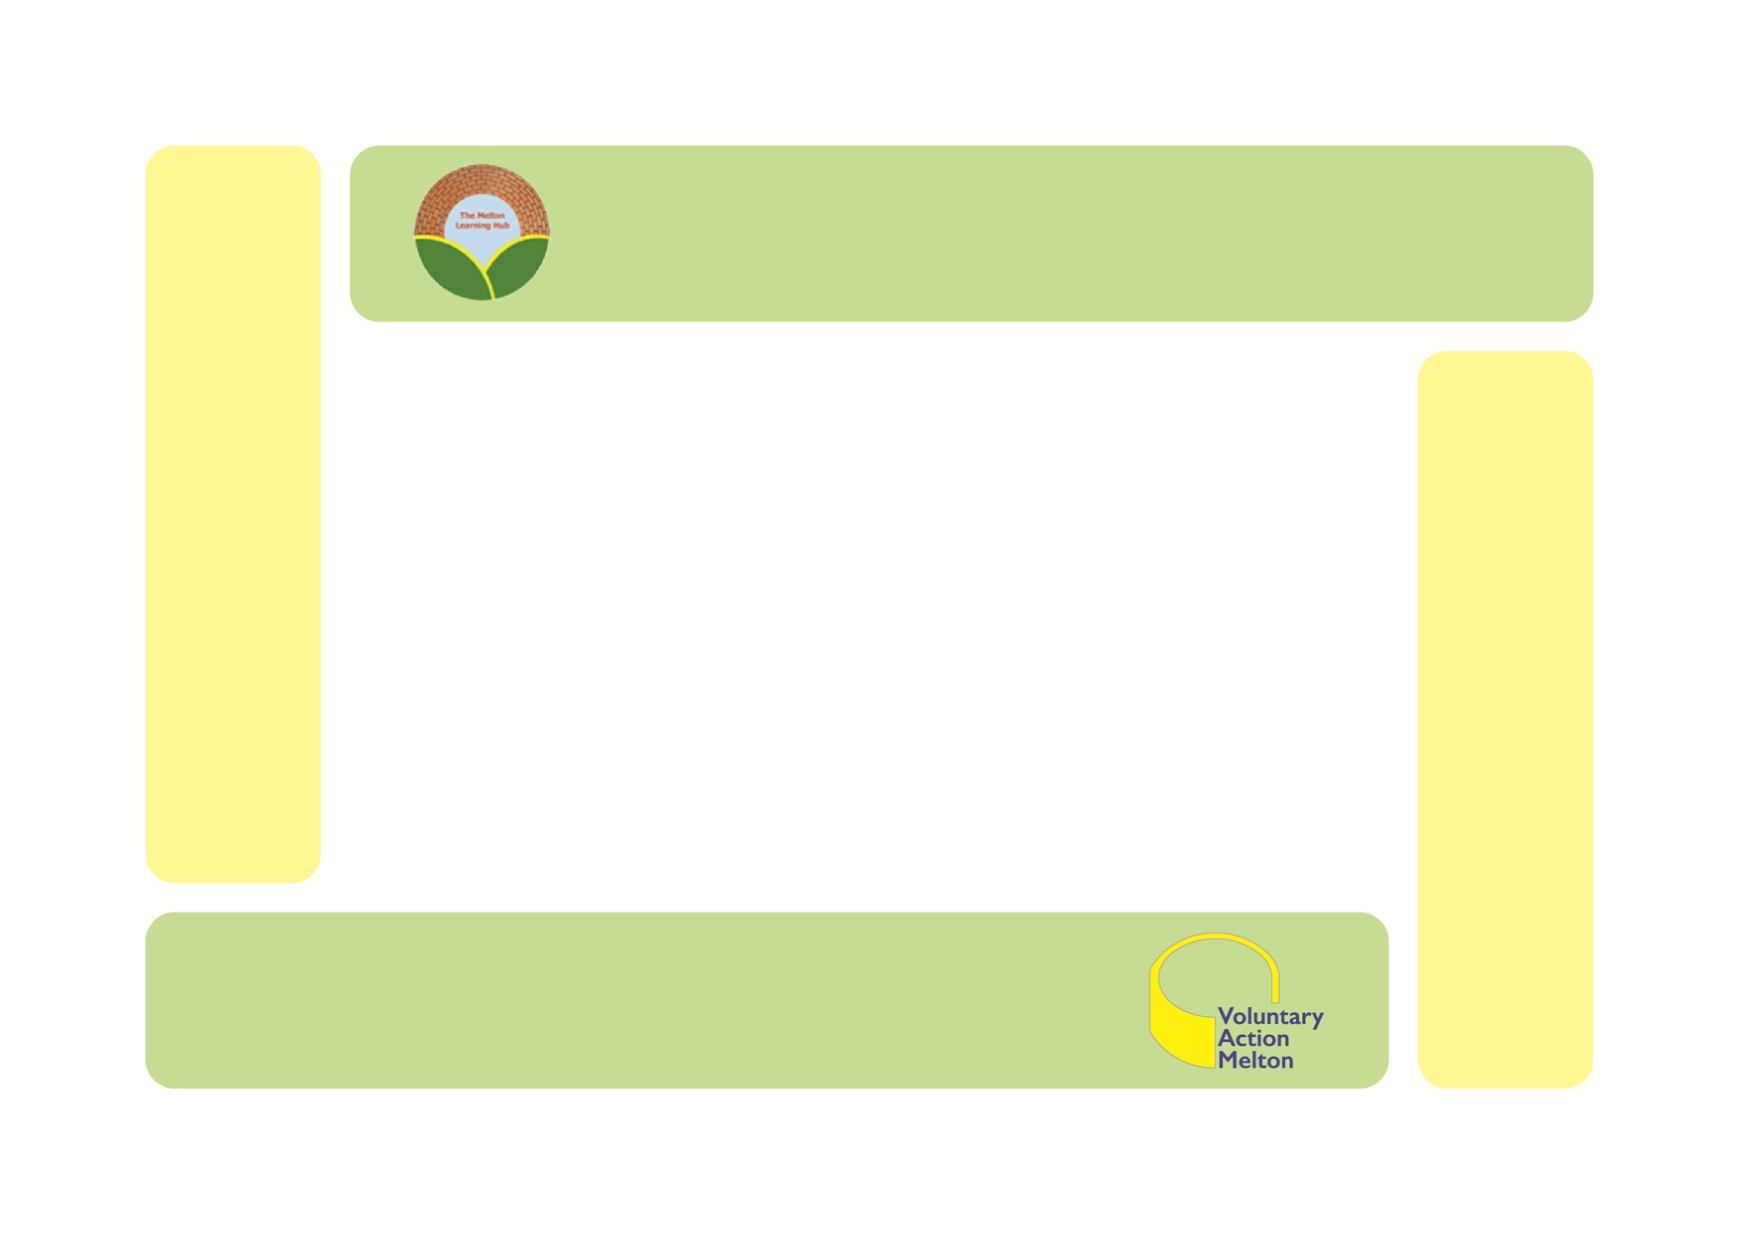 The Melton
Learning Hub
Voluntary
Action
Melton